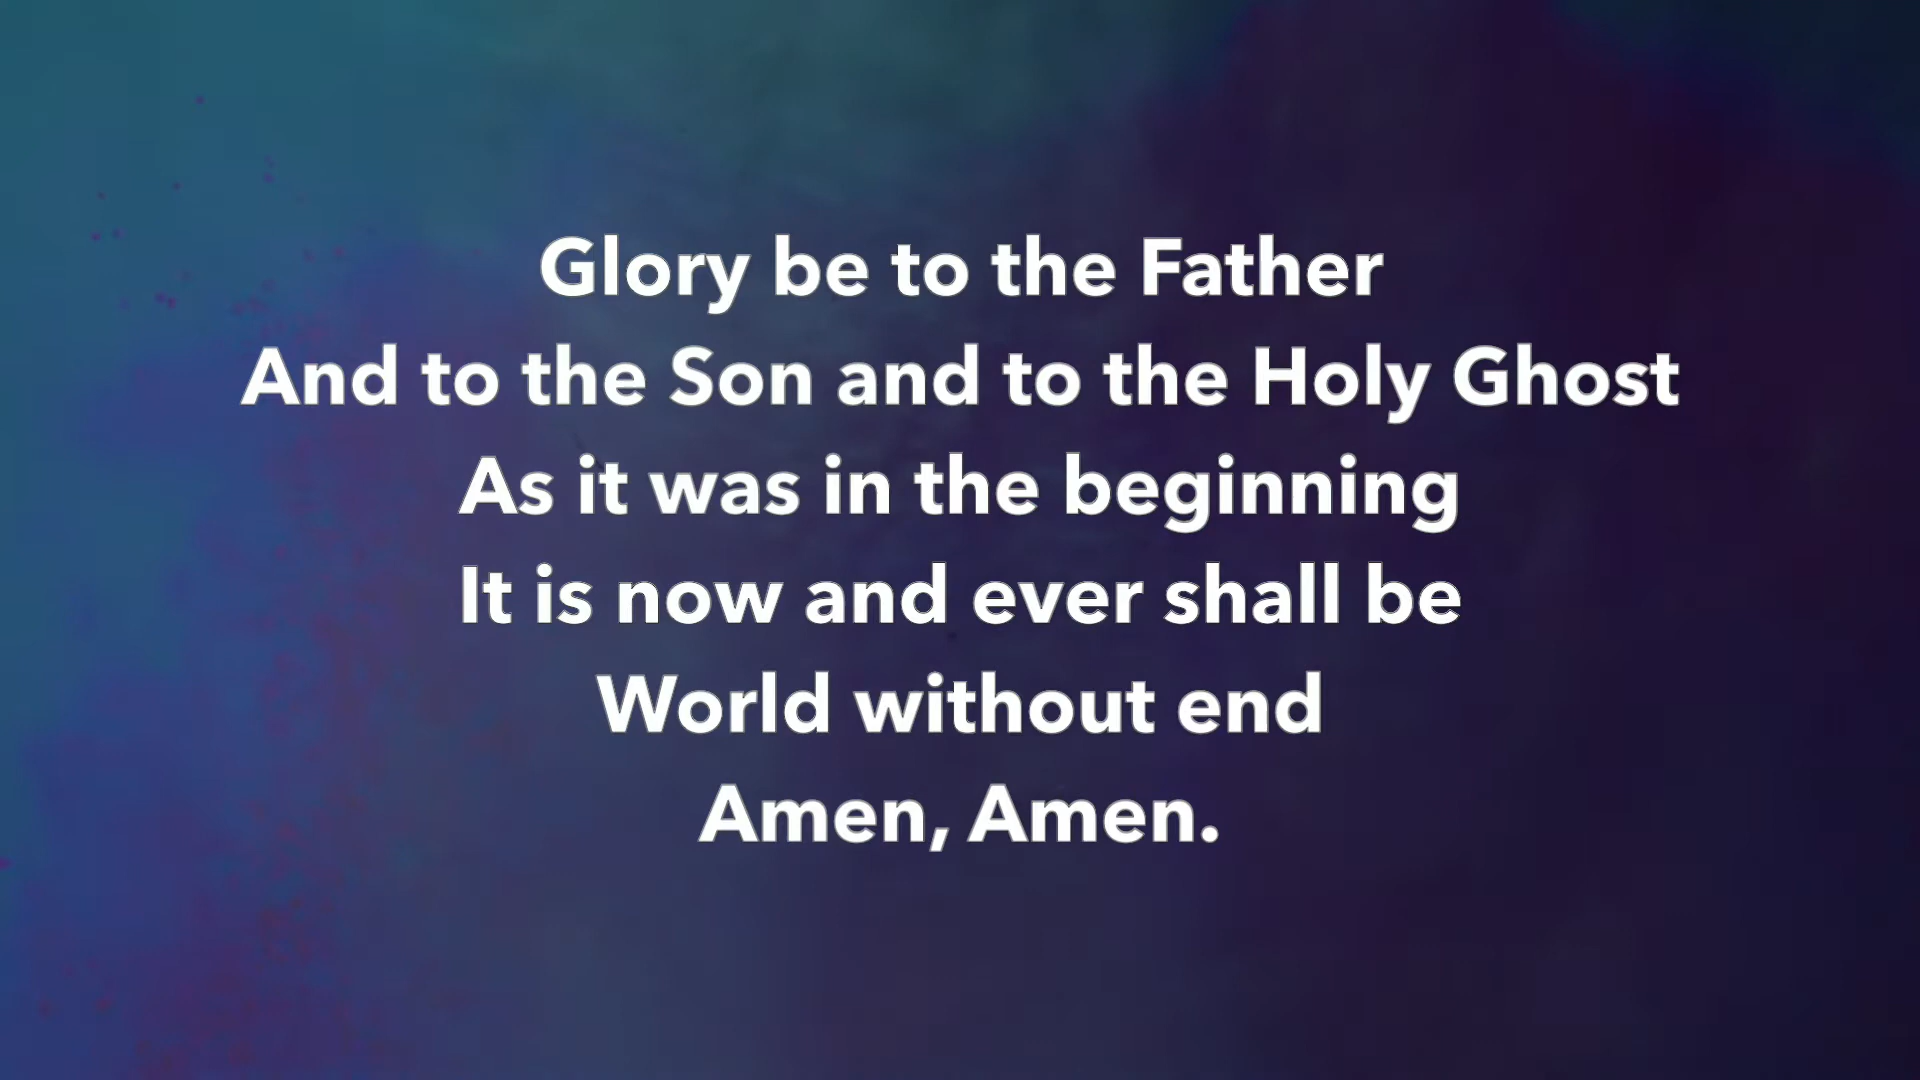 Glory be to the Father
And to the Son and to the Holy Ghost
As it was in the beginning
It is now and ever shall be
World without end
Amen, Amen.